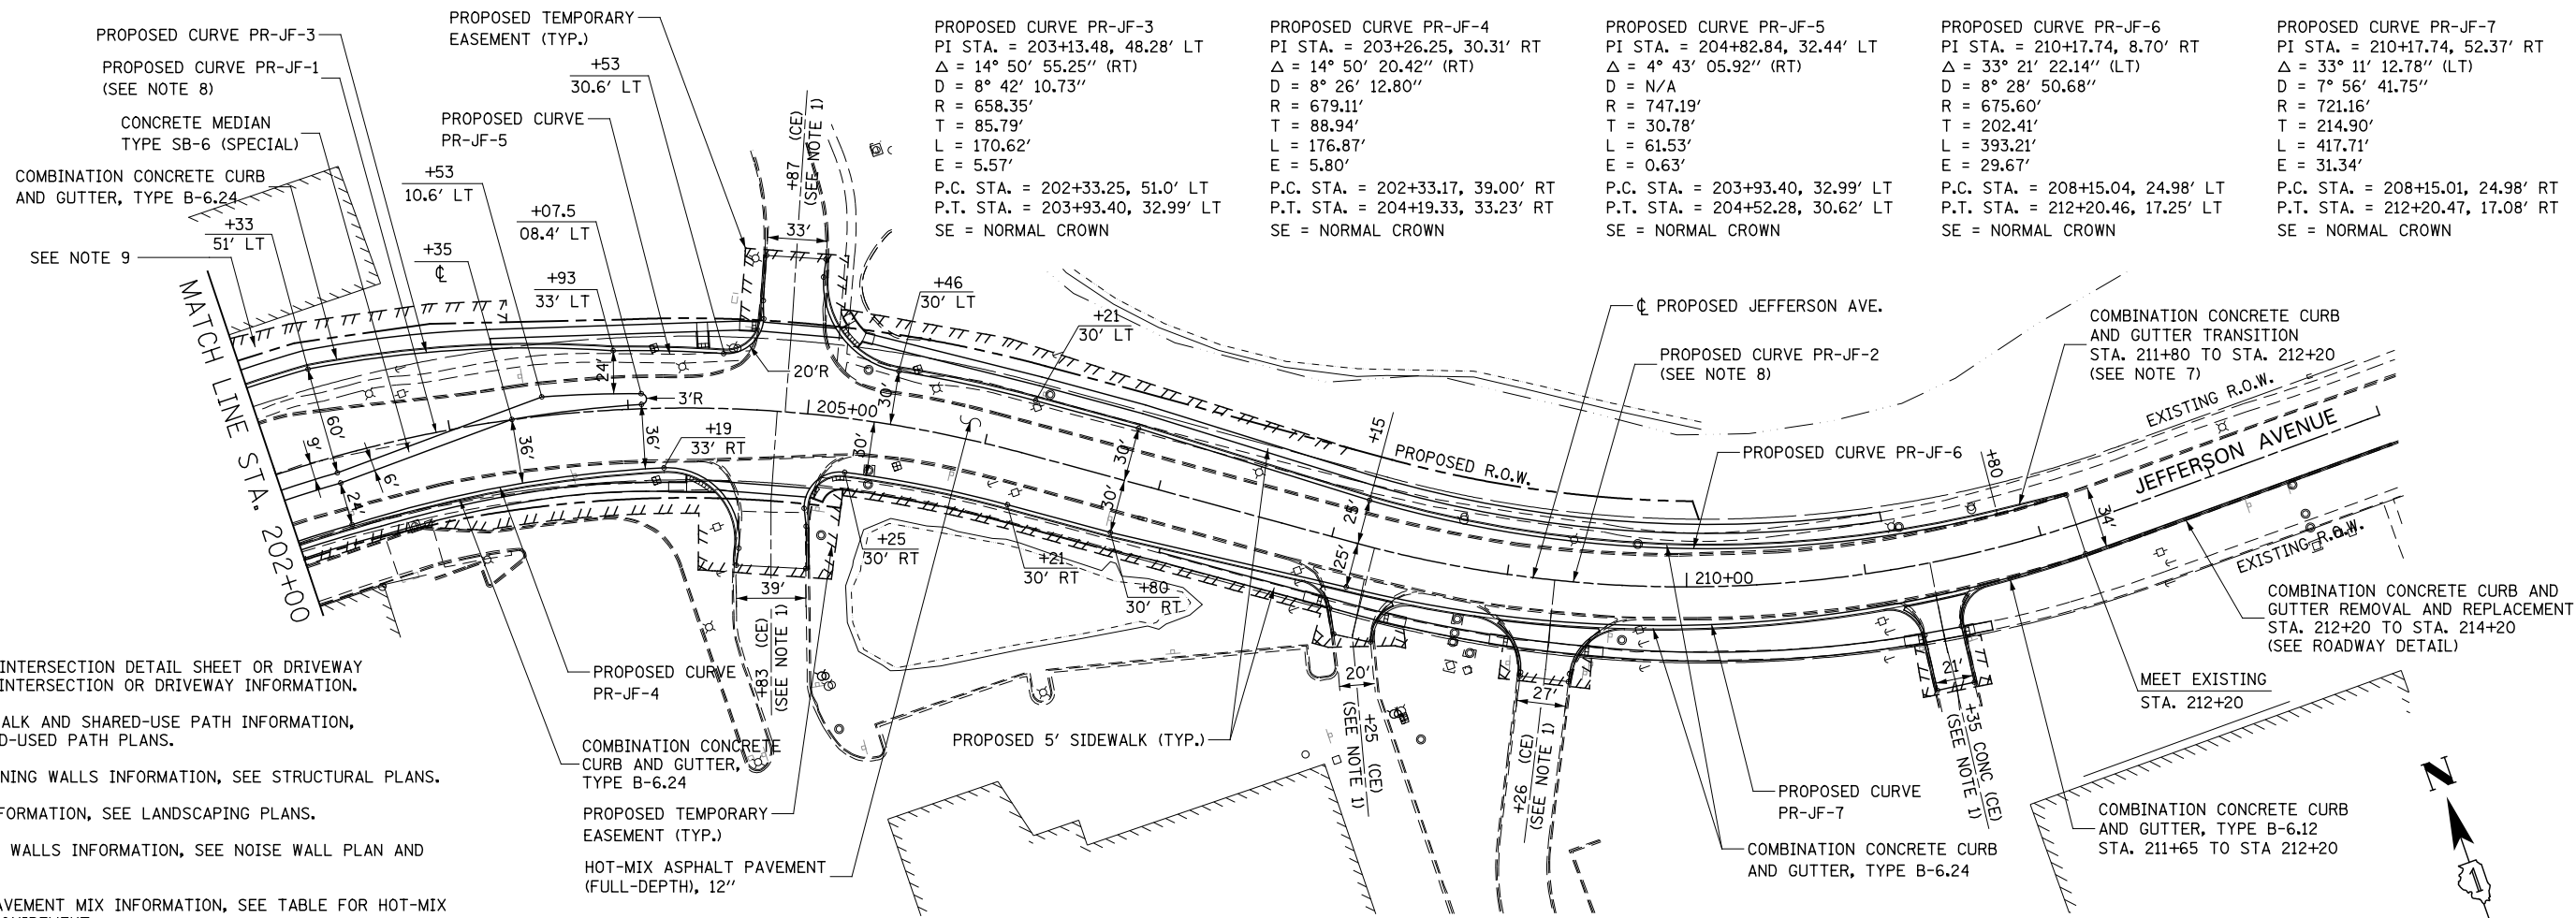 PROPOSED CURVE PR-JF-3
PROPOSED CURVE PR-JF-1
(SEE NOTE 8)
CONCRETE MEDIAN
TYPE SB-6 (SPECIAL)
COMBINATION CONCRETE CURB
AND GUTTER, TYPE B-6.24
+33
51' LT
SEE NOTE 9
PROPOSED TEMPORARY
EASEMENT (TYP.)
+53
30.6' LT
PROPOSED CURVE
PR-JF-5
+53
10.6' LT
+07.5
08.4' LT
+35
℄
+93
33' LT
+87 (CE)
(SEE NOTE 1)
33'
PROPOSED CURVE PR-JF-3
PI STA. = 203+13.48, 48.28' LT
Δ = 14° 50' 55.25" (RT)
D = 8° 42' 10.73"
R = 658.35'
T = 85.79'
L = 170.62'
E = 5.57'
P.C. STA. = 202+33.25, 51.0' LT
P.T. STA. = 203+93.40, 32.99' LT
SE = NORMAL CROWN
PROPOSED CURVE PR-JF-4
PI STA. = 203+26.25, 30.31' RT
Δ = 14° 50' 20.42" (RT)
D = 8° 26' 12.80"
R = 679.11'
T = 88.94'
L = 176.87'
E = 5.80'
P.C. STA. = 202+33.17, 39.00' RT
P.T. STA. = 204+19.33, 33.23' RT
SE = NORMAL CROWN
PROPOSED CURVE PR-JF-5
PI STA. = 204+82.84, 32.44' LT
Δ = 4° 43' 05.92" (RT)
D = N/A
R = 747.19'
T = 30.78'
L = 61.53'
E = 0.63'
P.C. STA. = 203+93.40, 32.99' LT
P.T. STA. = 204+52.28, 30.62' LT
SE = NORMAL CROWN
PROPOSED CURVE PR-JF-6
PI STA. = 210+17.74, 8.70' RT
Δ = 33° 21' 22.14" (LT)
D = 8° 28' 50.68"
R = 675.60'
T = 202.41'
L = 393.21'
E = 29.67'
P.C. STA. = 208+15.04, 24.98' LT
P.T. STA. = 212+20.46, 17.25' LT
SE = NORMAL CROWN
PROPOSED CURVE PR-JF-7
PI STA. = 210+17.74, 52.37' RT
Δ = 33° 11' 12.78" (LT)
D = 7° 56' 41.75"
R = 721.16'
T = 214.90'
L = 417.71'
E = 31.34'
P.C. STA. = 208+15.01, 24.98' RT
P.T. STA. = 212+20.47, 17.08' RT
SE = NORMAL CROWN
MATCH LINE STA. 202+00
60'
9'
6'
24'
36'
24'
36'
3'R
20'R
+19
33' RT
205+00
30'
30'
+46
30' LT
+21
30' LT
30'
30'
+15
25'
25'
PROPOSED R.O.W.
℄ PROPOSED JEFFERSON AVE.
PROPOSED CURVE PR-JF-2
(SEE NOTE 8)
PROPOSED CURVE PR-JF-6
210+00
+80
COMBINATION CONCRETE CURB
AND GUTTER TRANSITION
STA. 211+80 TO STA. 212+20
(SEE NOTE 7)
EXISTING R.O.W.
JEFFERSON AVENUE
34'
EXISTING R.O.W.
COMBINATION CONCRETE CURB AND
GUTTER REMOVAL AND REPLACEMENT
STA. 212+20 TO STA. 214+20
(SEE ROADWAY DETAIL)
MEET EXISTING
STA. 212+20
+25
30' RT
+21
30' RT
+80
30' RT
39'
+83 (CE)
(SEE NOTE 1)
20'
+25 (CE)
(SEE NOTE 1)
27'
+26 (CE)
(SEE NOTE 1)
21'
+35 CONC (CE)
(SEE NOTE 1)
PROPOSED CURVE
PR-JF-4
COMBINATION CONCRETE
CURB AND GUTTER,
TYPE B-6.24
PROPOSED TEMPORARY
EASEMENT (TYP.)
HOT-MIX ASPHALT PAVEMENT
(FULL-DEPTH), 12"
PROPOSED 5' SIDEWALK (TYP.)
PROPOSED CURVE
PR-JF-7
COMBINATION CONCRETE CURB
AND GUTTER, TYPE B-6.24
COMBINATION CONCRETE CURB
AND GUTTER, TYPE B-6.12
STA. 211+65 TO STA 212+20
N
INTERSECTION DETAIL SHEET OR DRIVEWAY
INTERSECTION OR DRIVEWAY INFORMATION.
ALK AND SHARED-USE PATH INFORMATION,
D-USED PATH PLANS.
NING WALLS INFORMATION, SEE STRUCTURAL PLANS.
FORMATION, SEE LANDSCAPING PLANS.
WALLS INFORMATION, SEE NOISE WALL PLAN AND
AVEMENT MIX INFORMATION, SEE TABLE FOR HOT-MIX